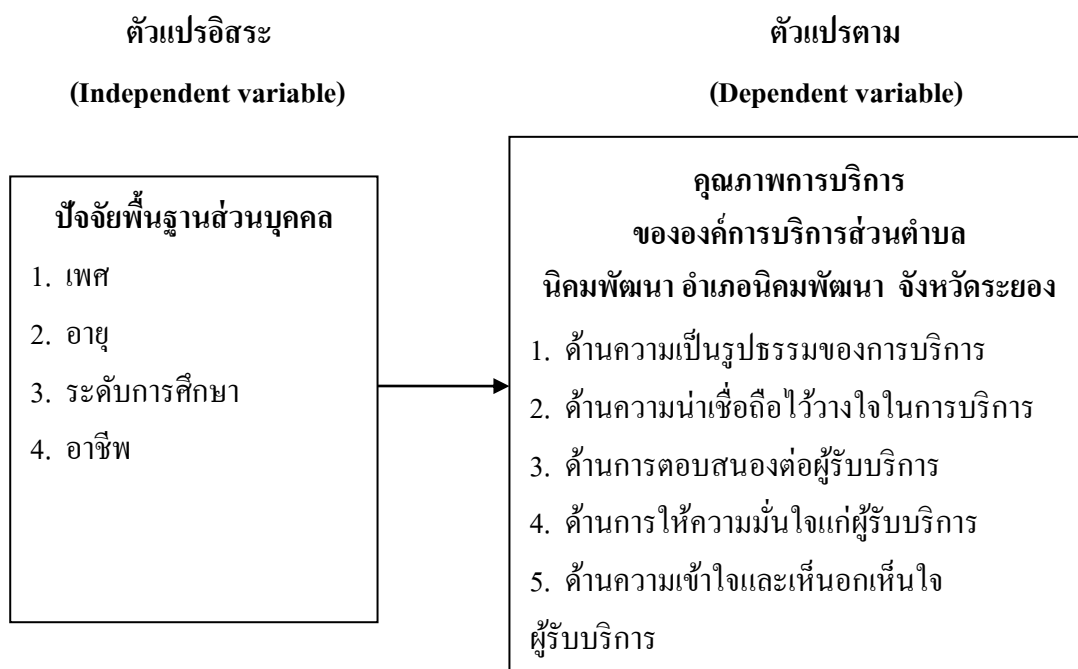 ตัวแปรอิสระ
(Independent variable)
ปัจจัยพื้นฐานส่วนบุคคล
1. เพศ
2. อายุ
3. ระดับการศึกษา
4. อาชีพ
ตัวแปรตาม
(Dependent variable)
คุณภาพการบริการ
ขององค์การบริการส่วนตำบล
นิคมพัฒนา อำเภอนิคมพัฒนา จังหวัดระยอง
1. ด้านความเป็นรูปธรรมของการบริการ
2. ด้านความน่าเชื่อถือไว้วางใจในการบริการ
3. ด้านการตอบสนองต่อผู้รับบริการ
4. ด้านการให้ความมั่นใจแก่ผู้รับบริการ
5. ด้านความเข้าใจและเห็นอกเห็นใจ
ผู้รับบริการ